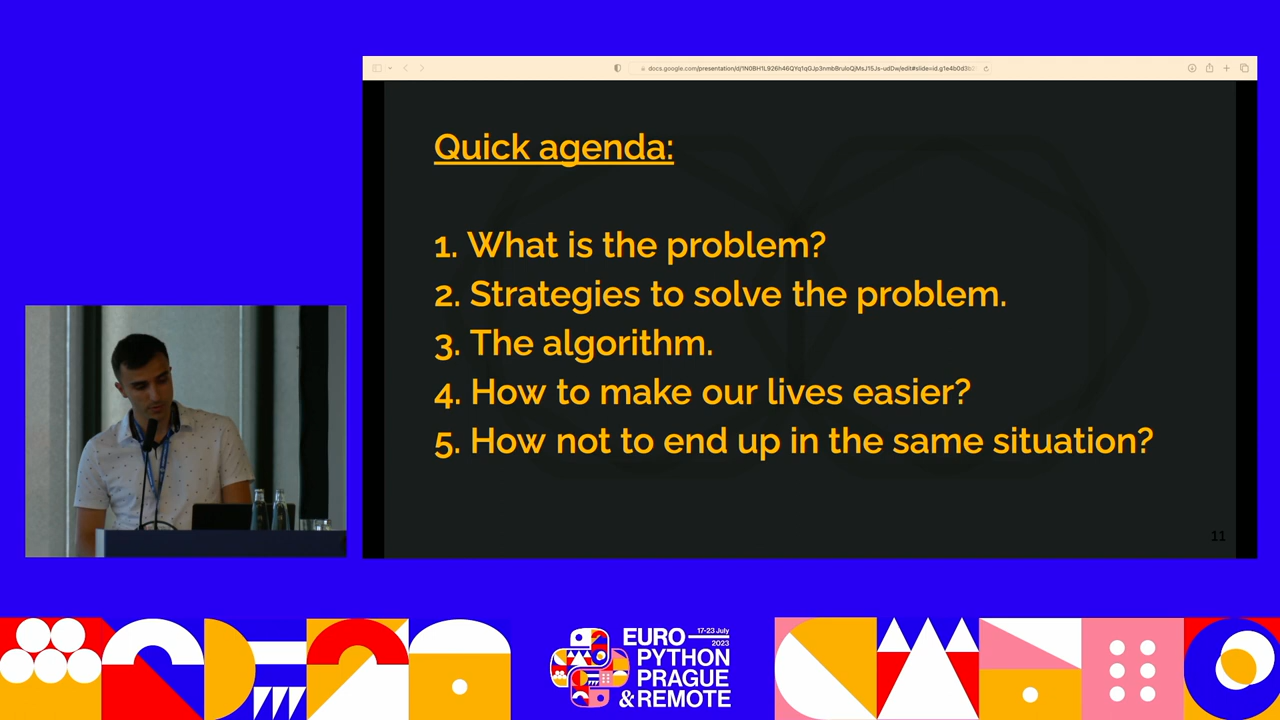 Quick agenda:
1. What is the problem?
2. Strategies to solve the problem.
3. The algorithm.
4. How to make our lives easier?
5. How not to end up in the same situation?
11
EURO
17-23 July
2023
PYTHON
PRAGUE
& REMOTE